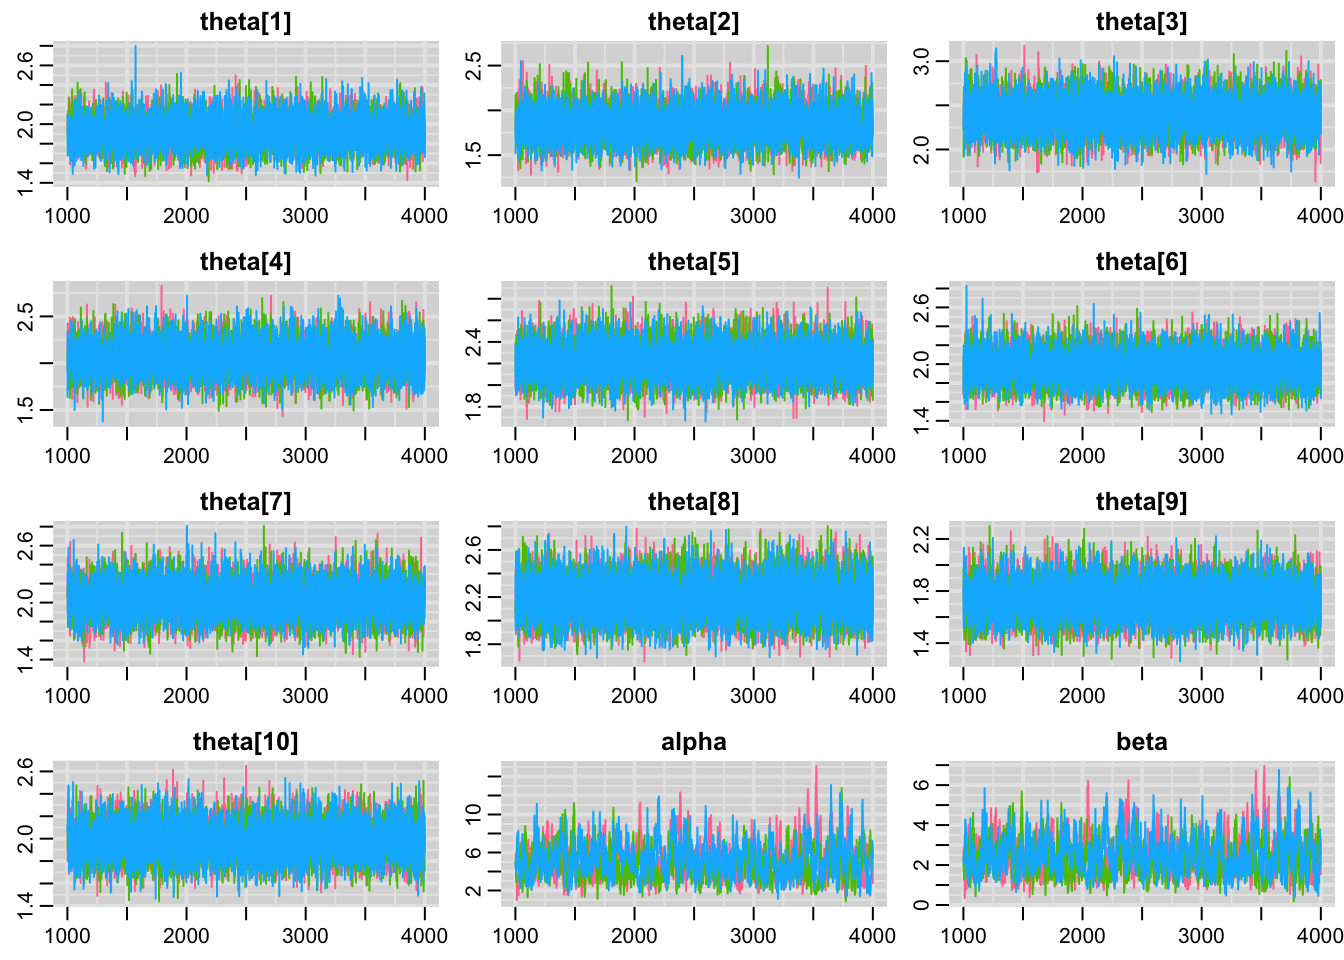 theta[1] theta[2] theta[3]
1.4 2.0 2.6 1.5 2.5 2.0 3.0
1000 2000 3000 4000 1000 2000 3000 4000 1000 2000 3000 4000
theta[4] theta[5] theta[6]
1.5 2.5 1.8 2.4 1.4 2.0 2.6
1000 2000 3000 4000 1000 2000 3000 4000 1000 2000 3000 4000
theta[7] theta[8] theta[9]
1.4 2.0 2.6 1.8 2.2 2.6 1.4 1.8 2.2
1000 2000 3000 4000 1000 2000 3000 4000 1000 2000 3000 4000
theta[10] alpha beta
1.4 2.0 2.6 2 6 10 0 2 4 6
1000 2000 3000 4000 1000 2000 3000 4000 1000 2000 3000 4000